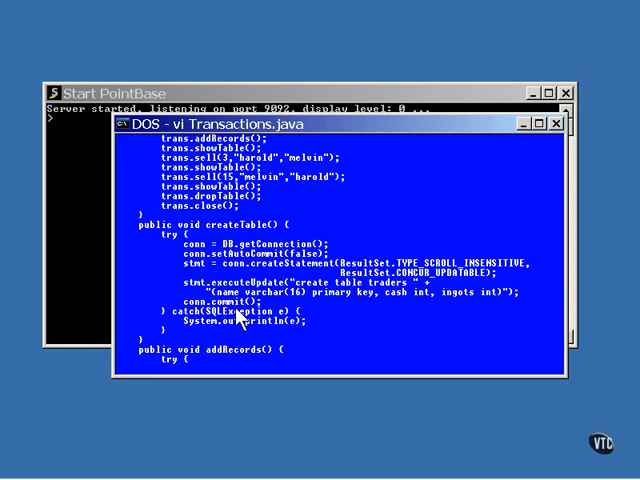 Start PointBase
Server started, listening on port 9092, display level: 0 ...
>
DOS - vi Transactions.java
trans.addRecords();
trans.showTable();
trans.sell(3,"harold","melvin");
trans.showTable();
trans.sell(15,"melvin","harold");
trans.showTable();
trans.dropTable();
trans.close();
}
public void createTable() {
try {
conn = DB.getConnection();
conn.setAutoCommit(false);
stmt = conn.createStatement(ResultSet.TYPE_SCROLL_INSENSITIVE,
ResultSet.CONCUR_UPDATABLE);
stmt.executeUpdate("create table traders " +
"(name varchar(16) primary key, cash int, ingots int)");
conn.commit();
} catch(SQLException e) {
System.out.println(e);
}
}
public void addRecords() {
try {
VTC